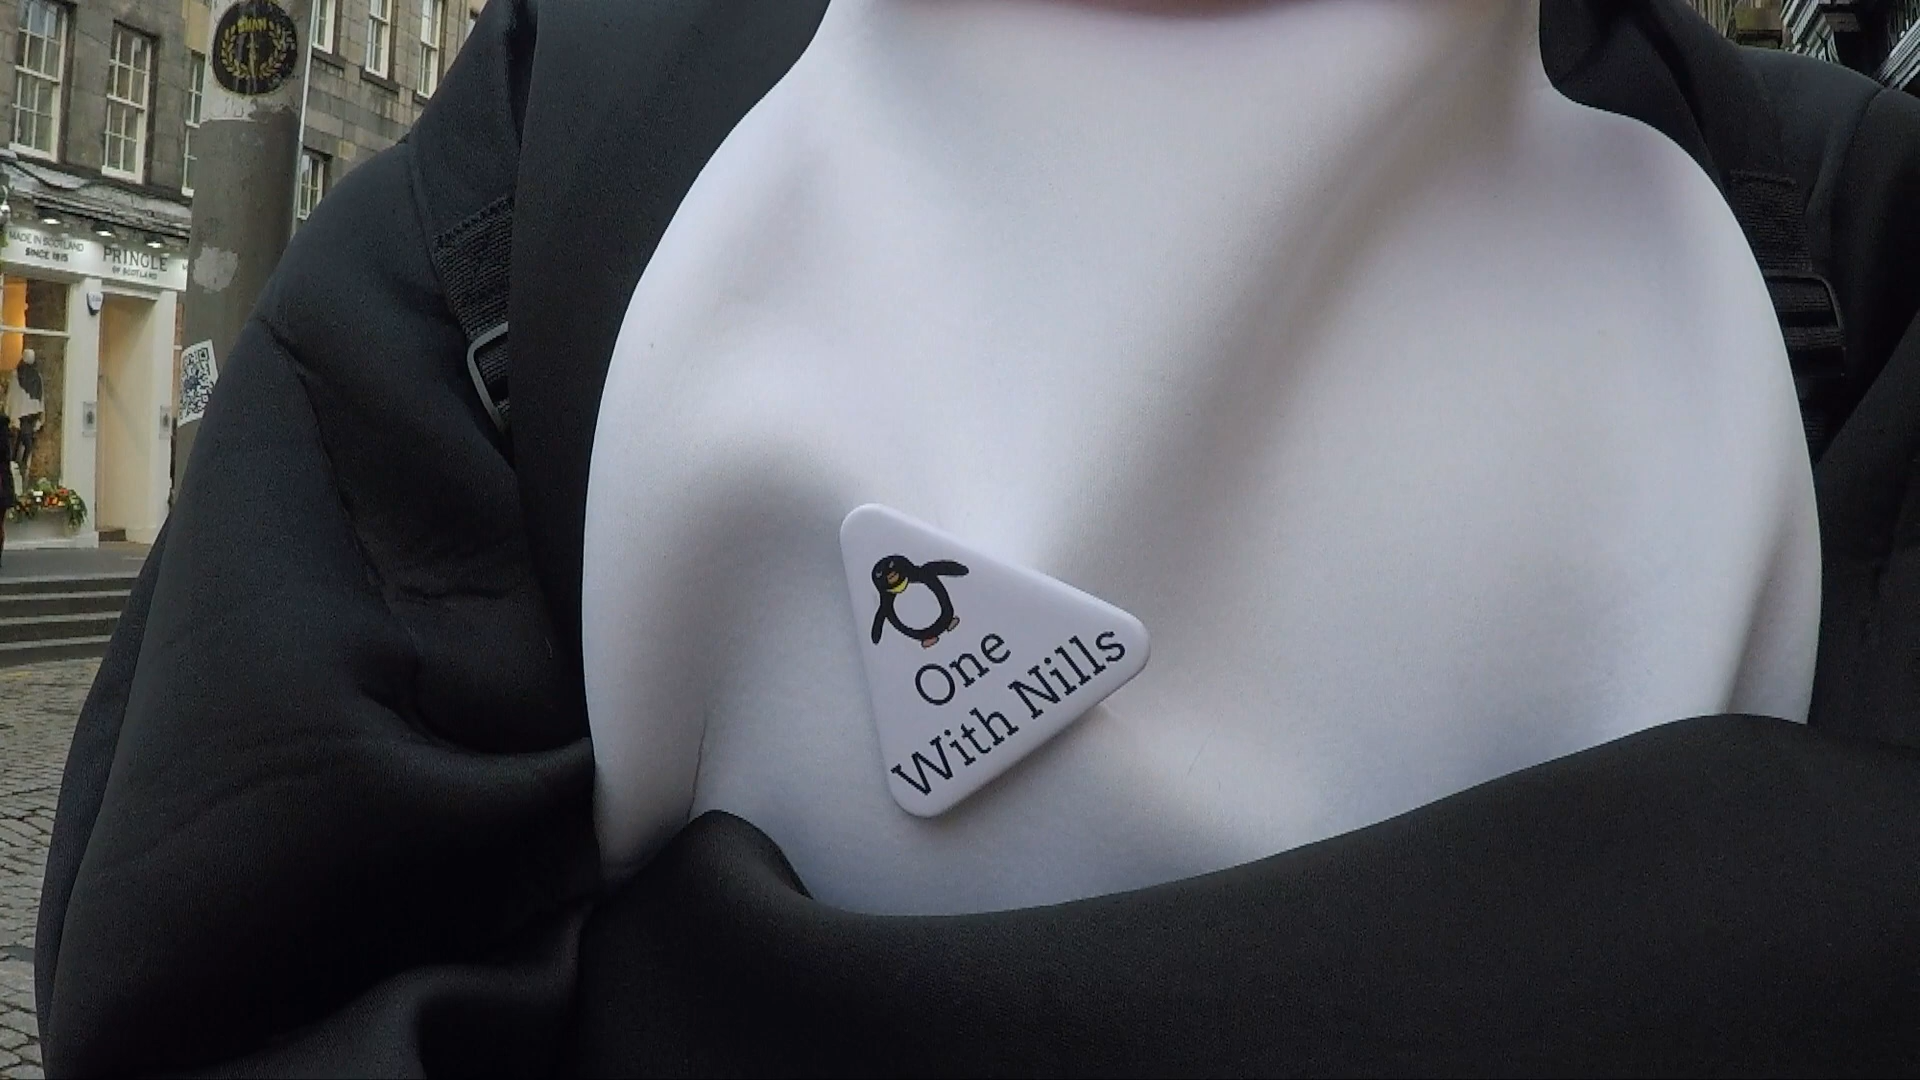 MADE IN SCOTLAND
SINCE 1815
PRINGLE
OF SCOTLAND
One
With Nills